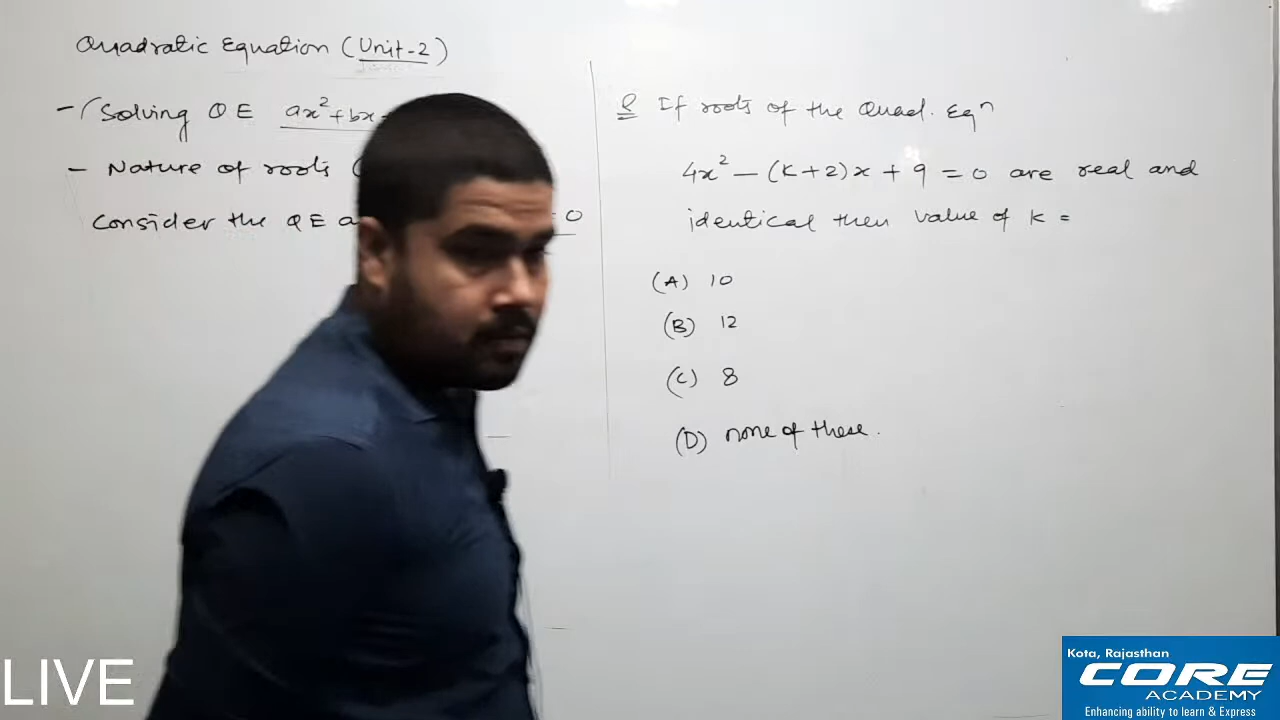 Quadratic Equation (Unit-2)
- Solving QE ax²+bx
- Nature of roots (
Consider the QE a = 0
Q If roots of the Quad. Eqⁿ
4x² - (k+2)x + 9 = 0 are real and
identical then value of k =
(A) 10
(B) 12
(C) 8
(D) none of these.
LIVE
Kota, Rajasthan
CORE
ACADEMY
Enhancing ability to learn & Express